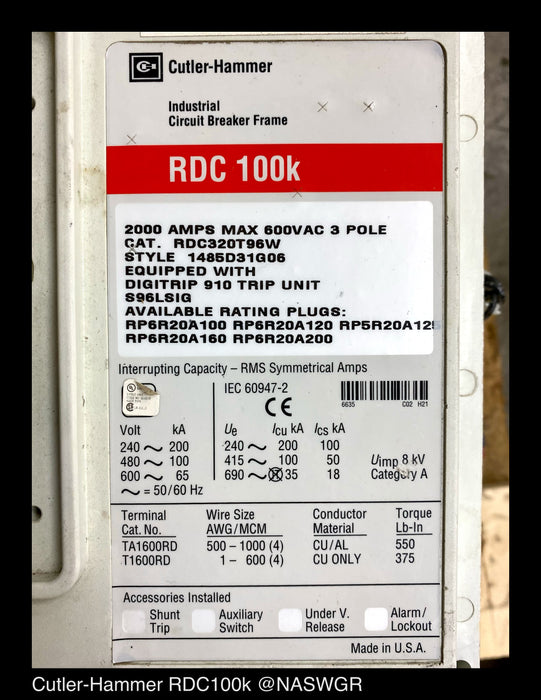 Cutler-Hammer
Industrial
Circuit Breaker Frame
RDC 100k
2000 AMPS MAX 600VAC 3 POLE
CAT. RDC320T96W
STYLE 1485D31G06
EQUIPPED WITH
DIGITRIP 910 TRIP UNIT
S96LSIG
AVAILABLE RATING PLUGS:
RP6R20A100 RP6R20A120 RP5R20A125
RP6R20A160 RP6R20A200
Interrupting Capacity – RMS Symmetrical Amps
IEC 60947-2
CE
6635 C02 H21
Volt kA Ue Icu kA Ics kA
240 ~ 200 240 ~ 200 100
480 ~ 100 415 ~ 100 50 Uimp 8 kV
600 ~ 65 690 ~ 35 18 Category A
~ = 50/60 Hz
Terminal Wire Size Conductor Torque
Cat. No. AWG/MCM Material Lb-In
TA1600RD 500 – 1000 (4) CU/AL 550
T1600RD 1 – 600 (4) CU ONLY 375
Accessories Installed
Shunt Auxiliary Under V. Alarm/
Trip Switch Release Lockout
Made in U.S.A.
Cutler-Hammer RDC100k @NASWGR